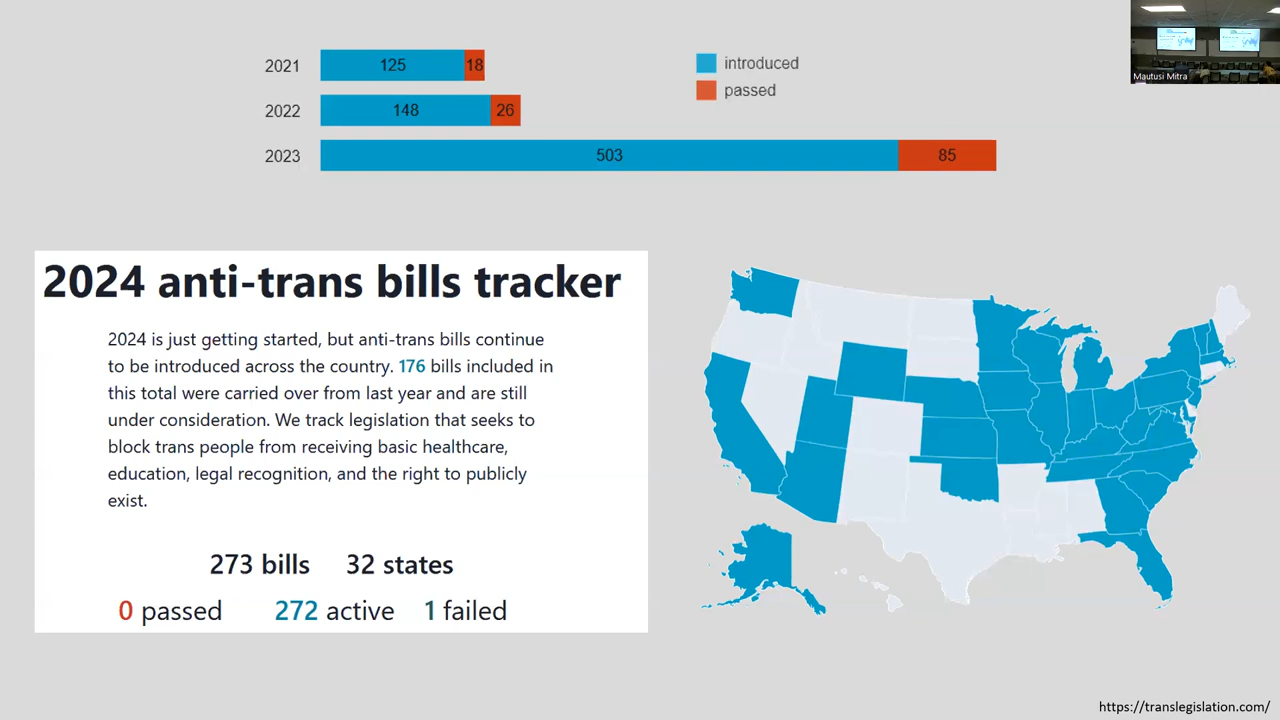 2021
125
18
2022
148
26
2023
503
85
introduced
passed
Mautusi Mitra
2024 anti-trans bills tracker
2024 is just getting started, but anti-trans bills continue
to be introduced across the country. 176 bills included in
this total were carried over from last year and are still
under consideration. We track legislation that seeks to
block trans people from receiving basic healthcare,
education, legal recognition, and the right to publicly
exist.
273 bills 32 states
0 passed 272 active 1 failed
https://translegislation.com/